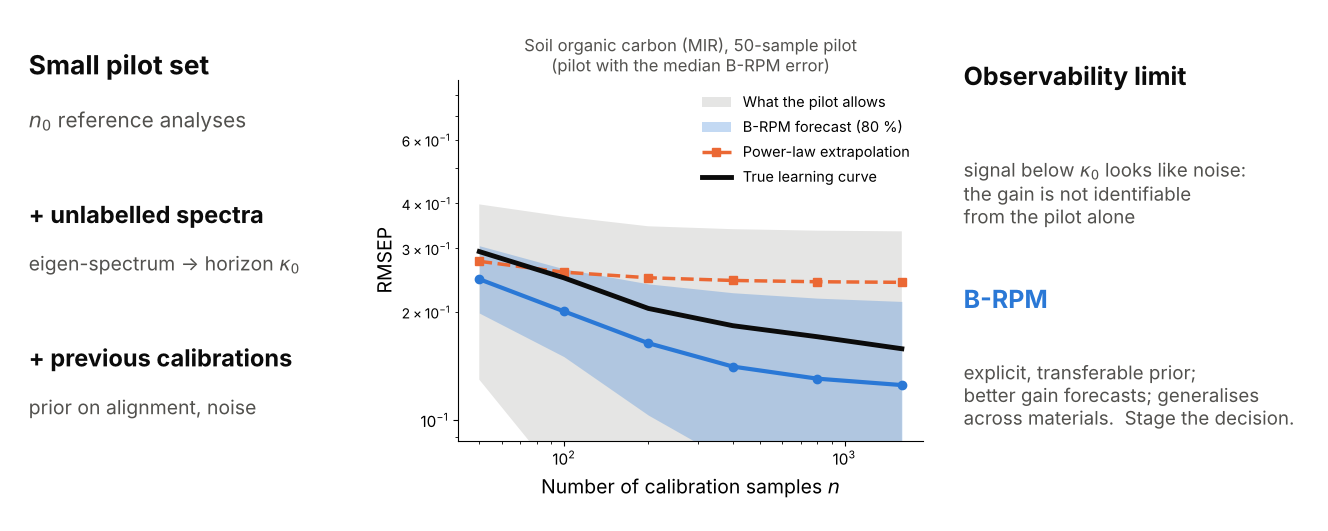 Small pilot set
n₀ reference analyses
+ unlabelled spectra
eigen-spectrum → horizon κ₀
+ previous calibrations
prior on alignment, noise
Soil organic carbon (MIR), 50-sample pilot
(pilot with the median B-RPM error)
What the pilot allows
B-RPM forecast (80 %)
Power-law extrapolation
True learning curve
6 × 10⁻¹
4 × 10⁻¹
3 × 10⁻¹
2 × 10⁻¹
10⁻¹
RMSEP
10²
10³
Number of calibration samples n
Observability limit
signal below κ₀ looks like noise:
the gain is not identifiable
from the pilot alone
B-RPM
explicit, transferable prior;
better gain forecasts; generalises
across materials.  Stage the decision.